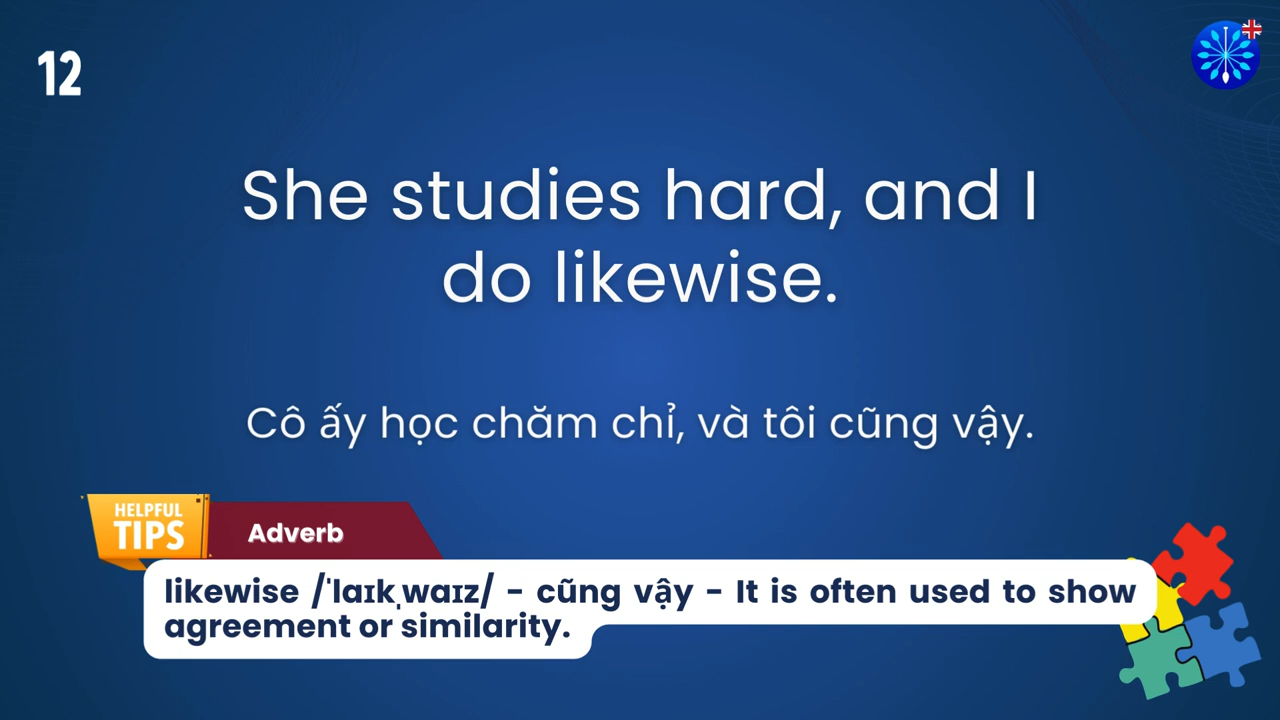 12
She studies hard, and I
do likewise.
Cô ấy học chăm chỉ, và tôi cũng vậy.
HELPFUL
TIPS
Adverb
likewise /ˈlaɪkˌwaɪz/ - cũng vậy - It is often used to show
agreement or similarity.